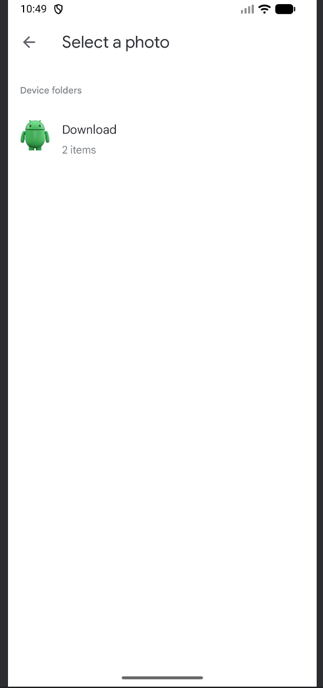 10:49
Select a photo
Device folders
Download
2 items